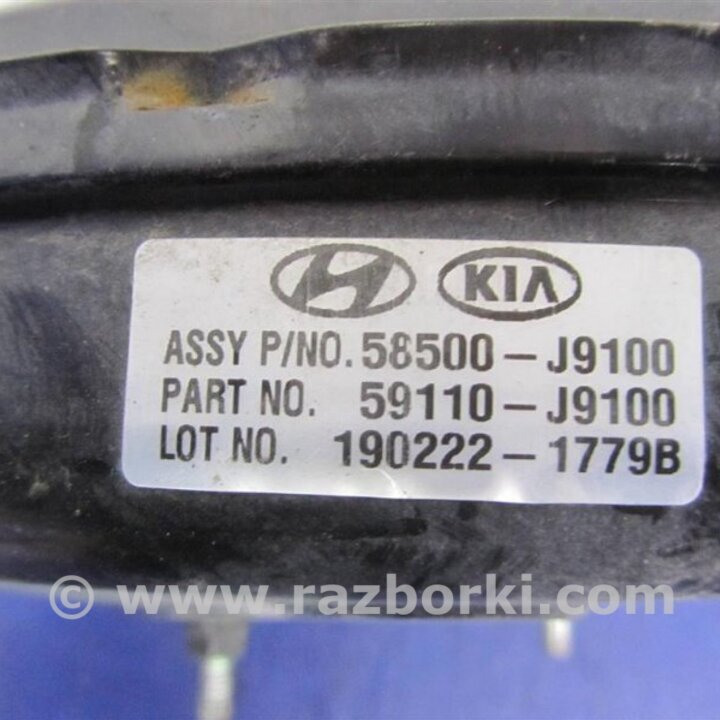 KIA
ASSY P/NO. 58500-J9100
PART NO. 59110-J9100
LOT NO. 190222-1779B
© www.razborki.com